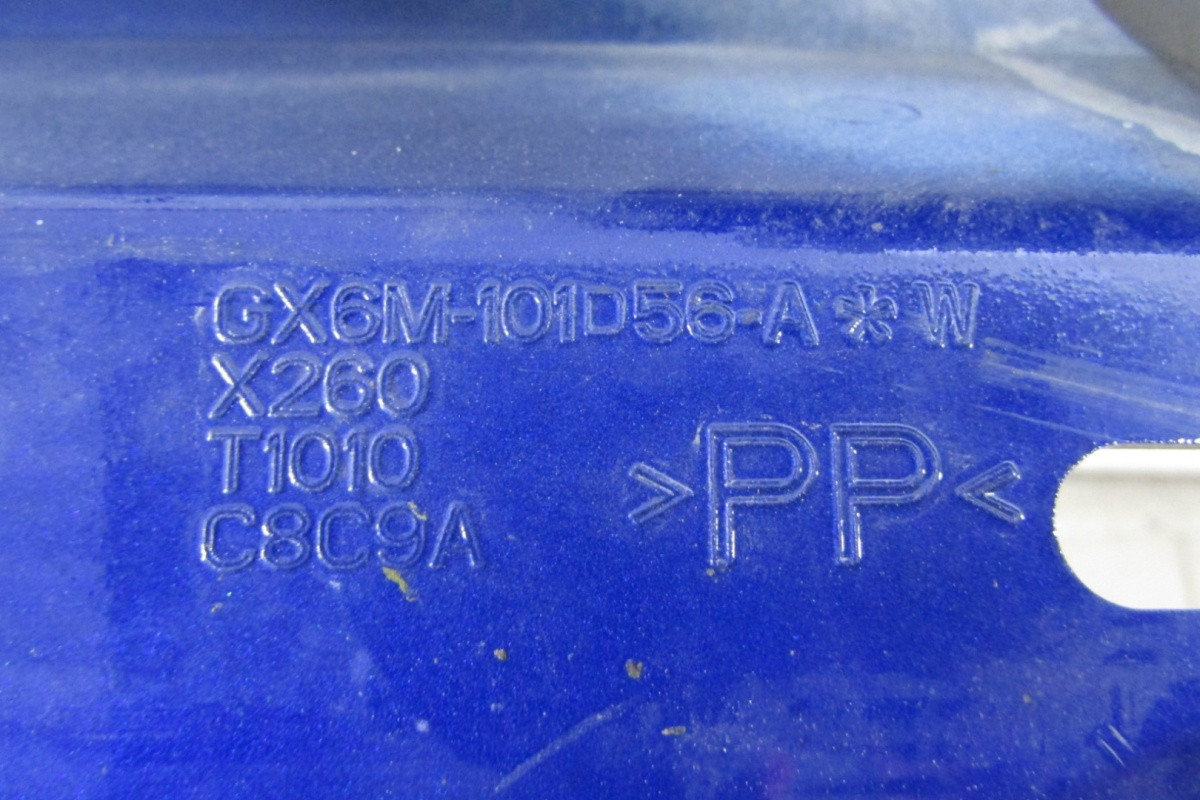 GX6M-101D56-A * W
X260
T1010
C8C9A
>PP<